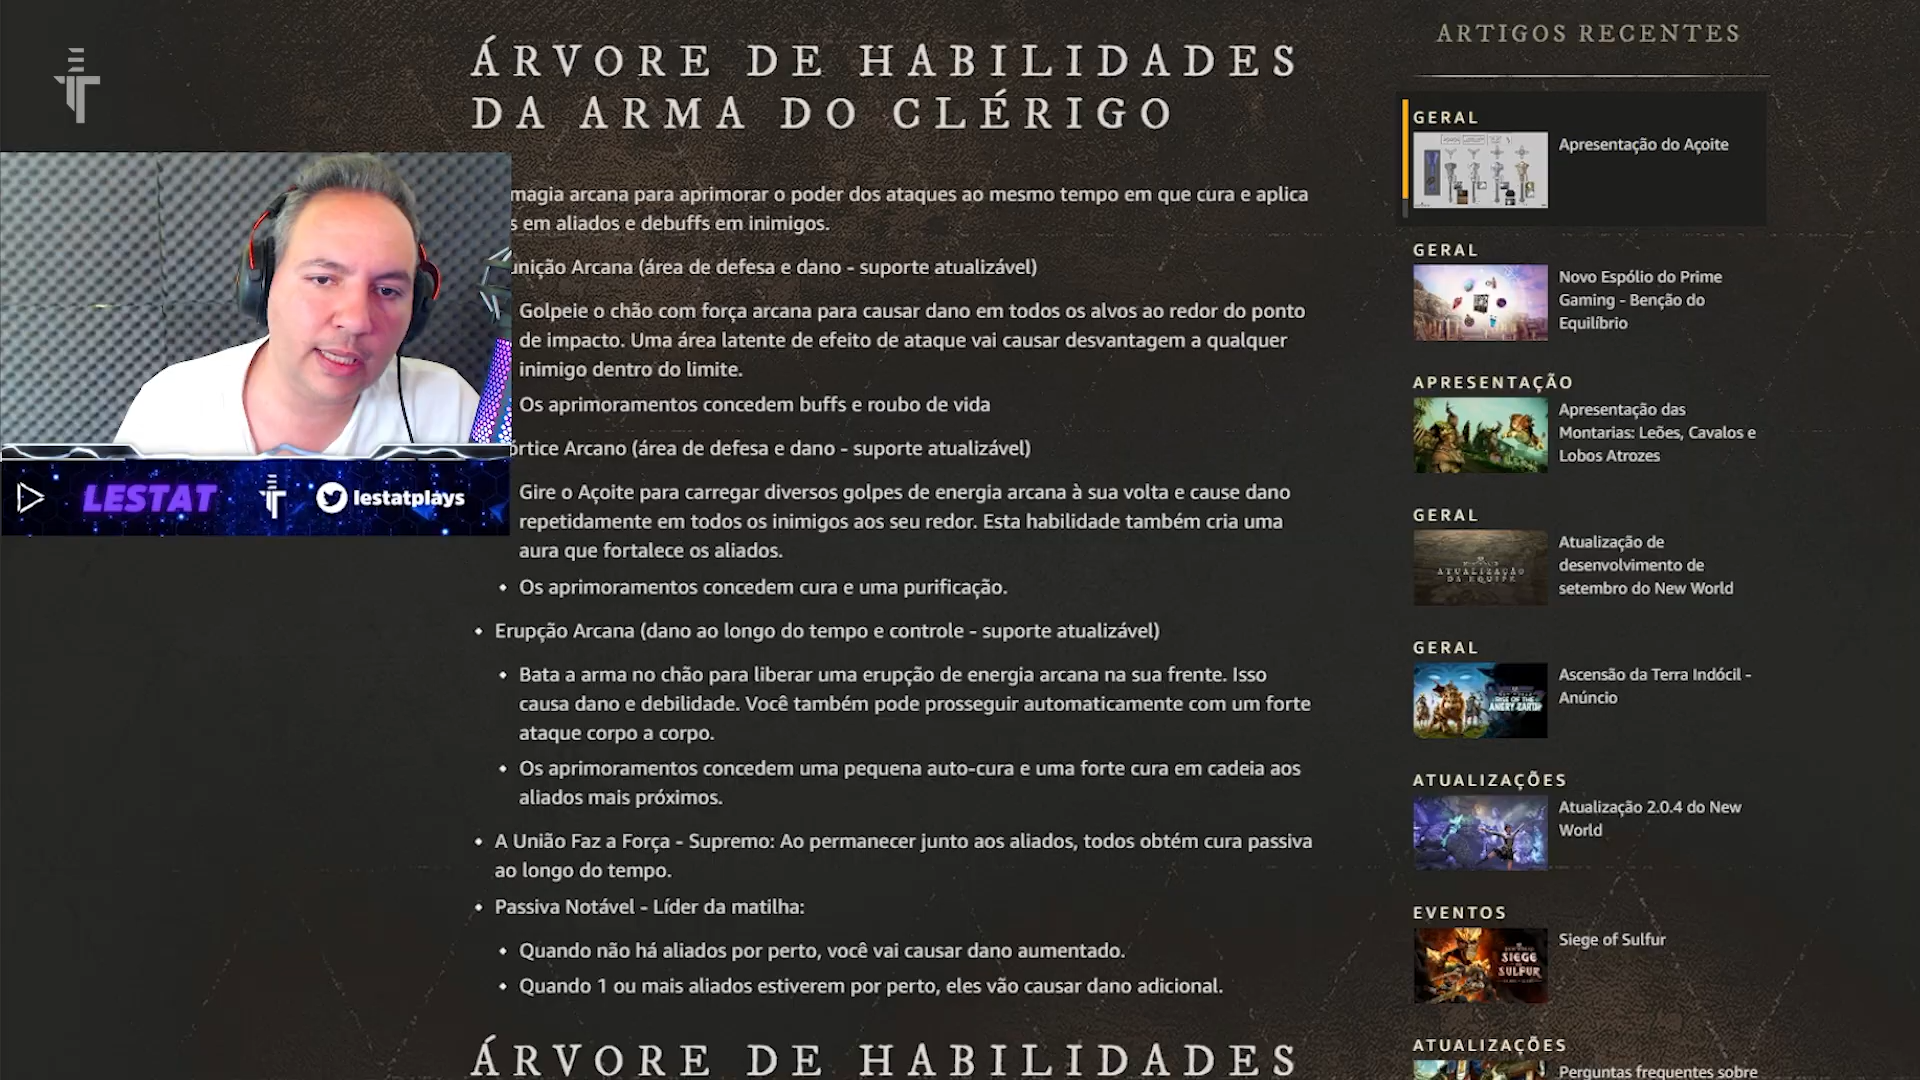 ÁRVORE DE HABILIDADES
DA ARMA DO CLÉRIGO
magia arcana para aprimorar o poder dos ataques ao mesmo tempo em que cura e aplica
em aliados e debuffs em inimigos.
Arcana (área de defesa e dano - suporte atualizável)
Golpeie o chão com força arcana para causar dano em todos os alvos ao redor do ponto
de impacto. Uma área latente de efeito de ataque vai causar desvantagem a qualquer
inimigo dentro do limite.
Os aprimoramentos concedem buffs e roubo de vida
Arcano (área de defesa e dano - suporte atualizável)
Gire o Açoite para carregar diversos golpes de energia arcana à sua volta e cause dano
repetidamente em todos os inimigos aos seu redor. Esta habilidade também cria uma
aura que fortalece os aliados.
• Os aprimoramentos concedem cura e uma purificação.
• Erupção Arcana (dano ao longo do tempo e controle - suporte atualizável)
• Bata a arma no chão para liberar uma erupção de energia arcana na sua frente. Isso
causa dano e debilidade. Você também pode prosseguir automaticamente com um forte
ataque corpo a corpo.
• Os aprimoramentos concedem uma pequena auto-cura e uma forte cura em cadeia aos
aliados mais próximos.
• A União Faz a Força - Supremo: Ao permanecer junto aos aliados, todos obtém cura passiva
ao longo do tempo.
• Passiva Notável - Líder da matilha:
• Quando não há aliados por perto, você vai causar dano aumentado.
• Quando 1 ou mais aliados estiverem por perto, eles vão causar dano adicional.
ÁRVORE DE HABILIDADES
LESTAT
lestatplays
ARTIGOS RECENTES
GERAL
Apresentação do Açoite
GERAL
Novo Espólio do Prime
Gaming - Benção do
Equilíbrio
APRESENTAÇÃO
Apresentação das
Montarias: Leões, Cavalos e
Lobos Atrozes
GERAL
ATUALIZAÇÃO
DA EQUIPE
Atualização de
desenvolvimento de
setembro do New World
GERAL
RISE OF THE
ANGRY EARTH
Ascensão da Terra Indócil -
Anúncio
ATUALIZAÇÕES
Atualização 2.0.4 do New
World
EVENTOS
SIEGE
OF
SULFUR
Siege of Sulfur
ATUALIZAÇÕES
Perguntas frequentes sobre